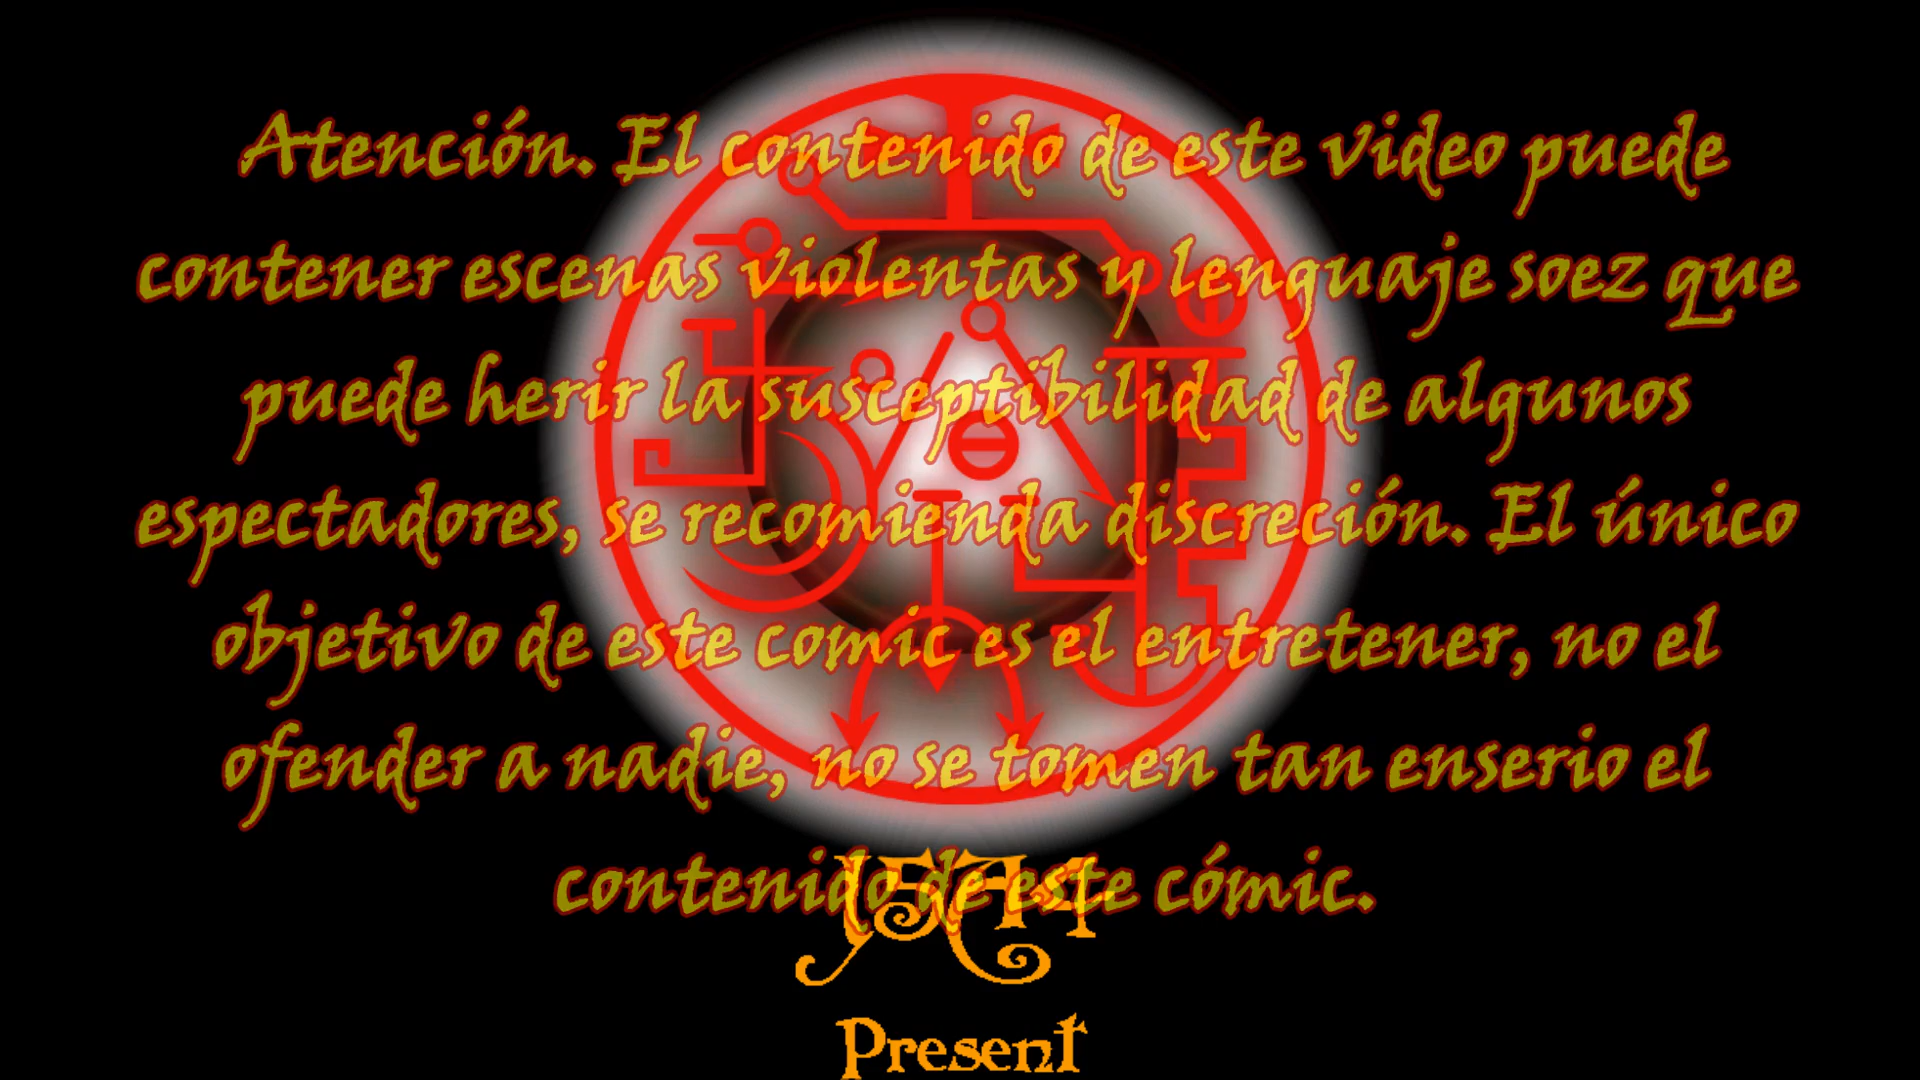 Atención. El contenido de este video puede
contener escenas violentas y lenguaje soez que
puede herir la susceptibilidad de algunos
espectadores, se recomienda discreción. El único
objetivo de este comic es el entretener, no el
ofender a nadie, no se tomen tan enserio el
contenido de este cómic.
15A4
Present